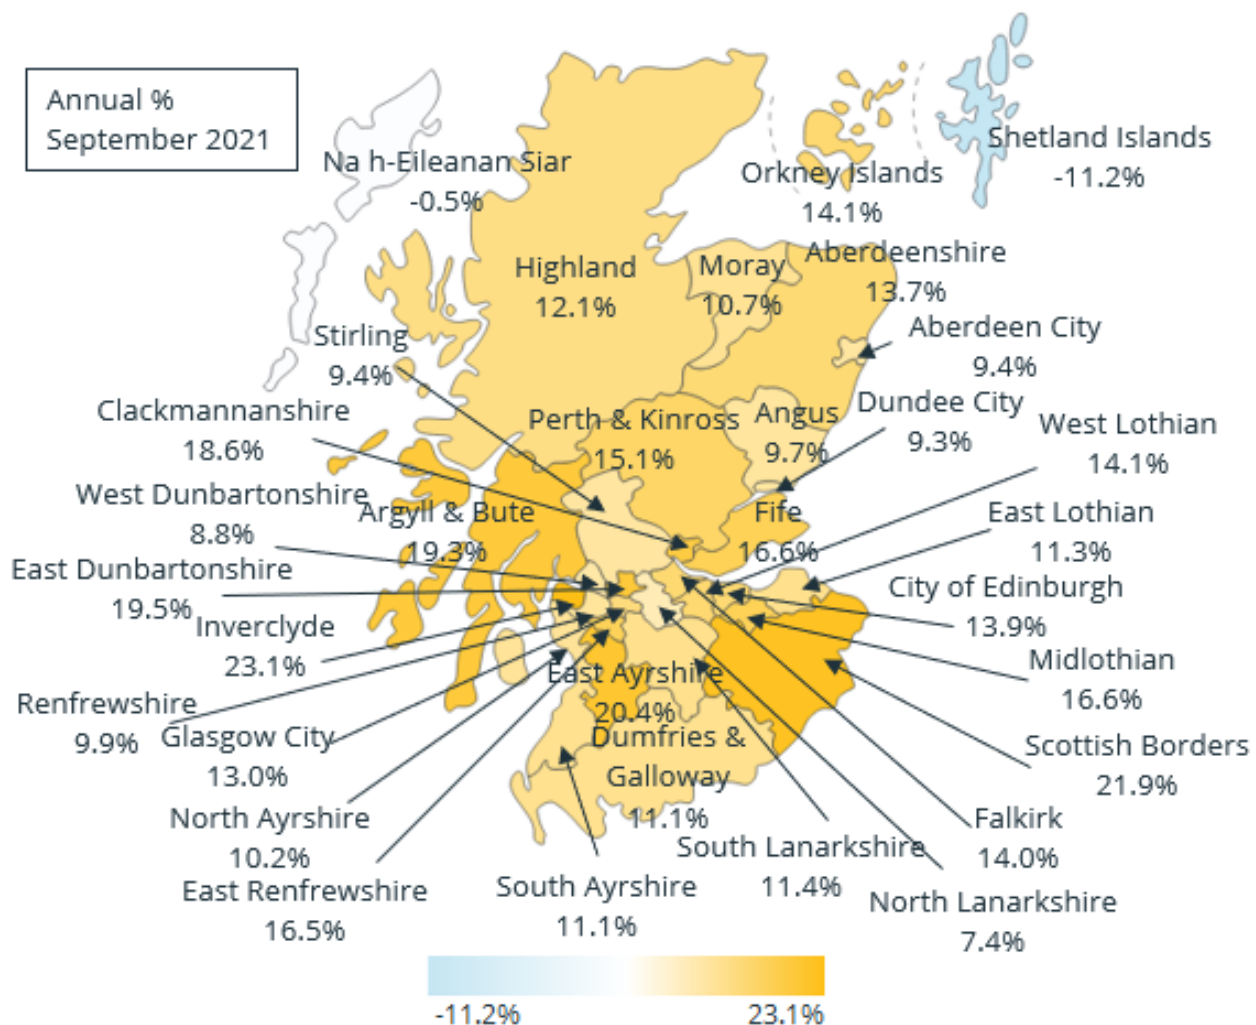 Annual %
September 2021
Na h-Eileanan Siar
-0.5%
Shetland Islands
-11.2%
Orkney Islands
14.1%
Highland
12.1%
Moray
10.7%
Aberdeenshire
13.7%
Aberdeen City
9.4%
Stirling
9.4%
Clackmannanshire
18.6%
Perth & Kinross
15.1%
Angus
9.7%
Dundee City
9.3%
West Lothian
14.1%
West Dunbartonshire
8.8%
Argyll & Bute
19.3%
Fife
16.6%
East Lothian
11.3%
East Dunbartonshire
19.5%
City of Edinburgh
13.9%
Inverclyde
23.1%
Midlothian
16.6%
East Ayrshire
20.4%
Renfrewshire
9.9%
Glasgow City
13.0%
Dumfries &
Galloway
11.1%
Scottish Borders
21.9%
North Ayrshire
10.2%
Falkirk
14.0%
South Lanarkshire
11.4%
East Renfrewshire
16.5%
South Ayrshire
11.1%
North Lanarkshire
7.4%
-11.2%
23.1%